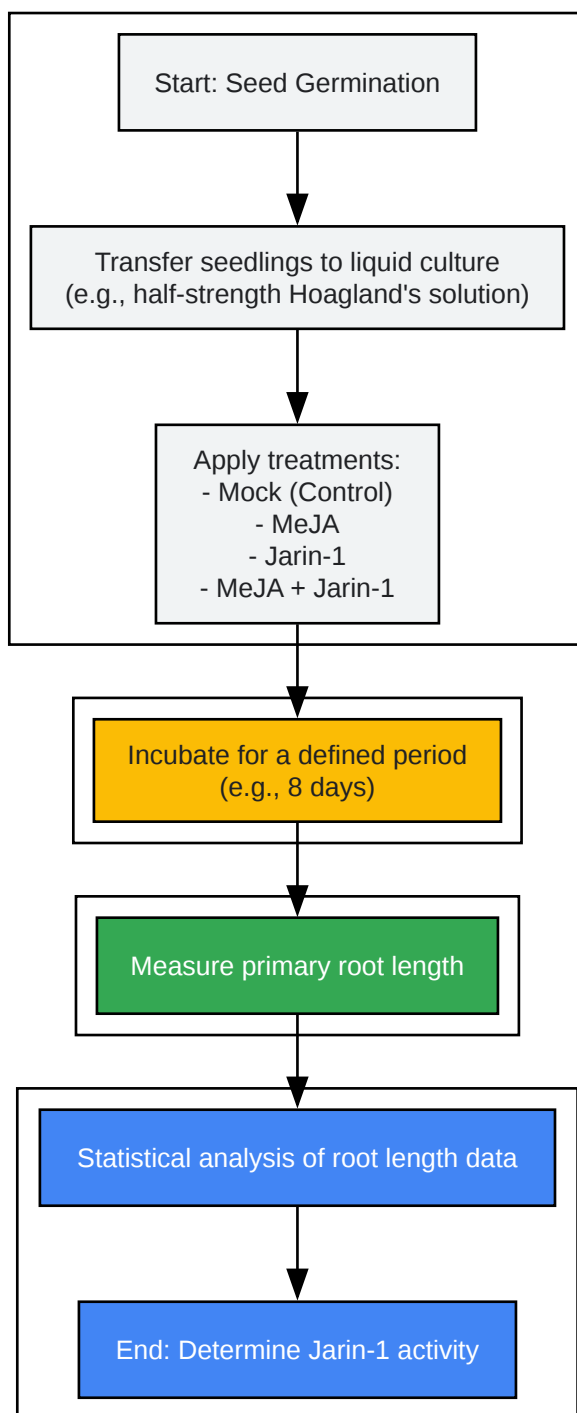 Start: Seed Germination
Transfer seedlings to liquid culture
(e.g., half-strength Hoagland's solution)
Apply treatments:
- Mock (Control)
- MeJA
- Jarin-1
- MeJA + Jarin-1
Incubate for a defined period
(e.g., 8 days)
Measure primary root length
Statistical analysis of root length data
End: Determine Jarin-1 activity